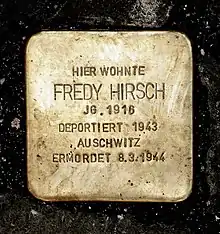 HIER WOHNTE
FREDY HIRSCH
JG. 1916
DEPORTIERT 1943
AUSCHWITZ
ERMORDET 8.3.1944